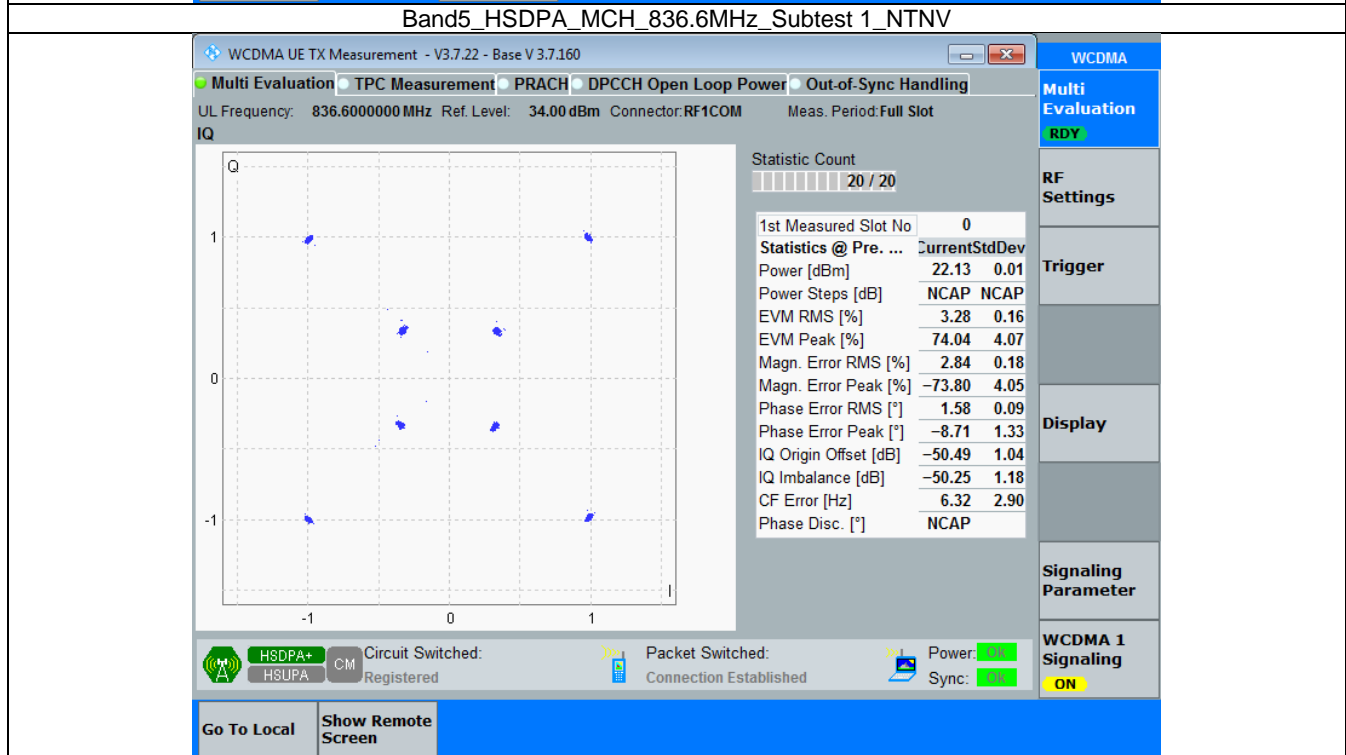 Band5_HSDPA_MCH_836.6MHz_Subtest 1_NTNV
WCDMA UE TX Measurement - V3.7.22 - Base V 3.7.160
WCDMA
Multi Evaluation TPC Measurement PRACH DPCCH Open Loop Power Out-of-Sync Handling
UL Frequency: 836.6000000 MHz Ref. Level: 34.00 dBm Connector: RF1COM Meas. Period: Full Slot
IQ
Q
1
0
-1
-1 0 1
I
Statistic Count
20 / 20
1st Measured Slot No 0
Statistics @ Pre. ... Current StdDev
Power [dBm] 22.13 0.01
Power Steps [dB] NCAP NCAP
EVM RMS [%] 3.28 0.16
EVM Peak [%] 74.04 4.07
Magn. Error RMS [%] 2.84 0.18
Magn. Error Peak [%] −73.80 4.05
Phase Error RMS [°] 1.58 0.09
Phase Error Peak [°] −8.71 1.33
IQ Origin Offset [dB] −50.49 1.04
IQ Imbalance [dB] −50.25 1.18
CF Error [Hz] 6.32 2.90
Phase Disc. [°] NCAP
Multi
Evaluation
RDY
RF
Settings
Trigger
Display
Signaling
Parameter
WCDMA 1
Signaling
ON
HSDPA+
HSUPA
CM
Circuit Switched:
Registered
Packet Switched:
Connection Established
Power: Ok
Sync: Ok
Go To Local
Show Remote
Screen